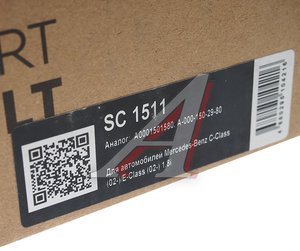 RT
LT
SC 1511
Аналог: A0001501580, A-000-150-29-80
Для автомобилей Mercedes-Benz C-Class
(02-) E-Class (02-) 1.8i